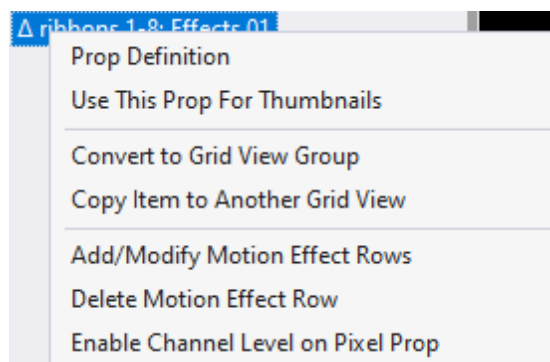 Δ ribbons 1-8: Effects 01
Prop Definition
Use This Prop For Thumbnails
Convert to Grid View Group
Copy Item to Another Grid View
Add/Modify Motion Effect Rows
Delete Motion Effect Row
Enable Channel Level on Pixel Prop